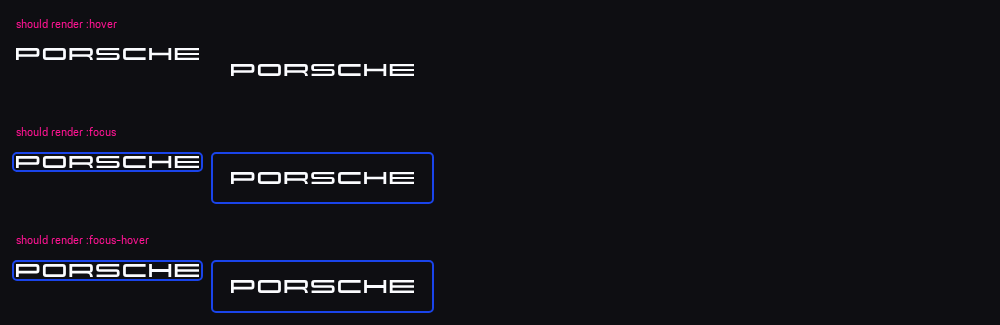 should render :hover
PORSCHE PORSCHE
should render :focus
PORSCHE PORSCHE
should render :focus-hover
PORSCHE PORSCHE